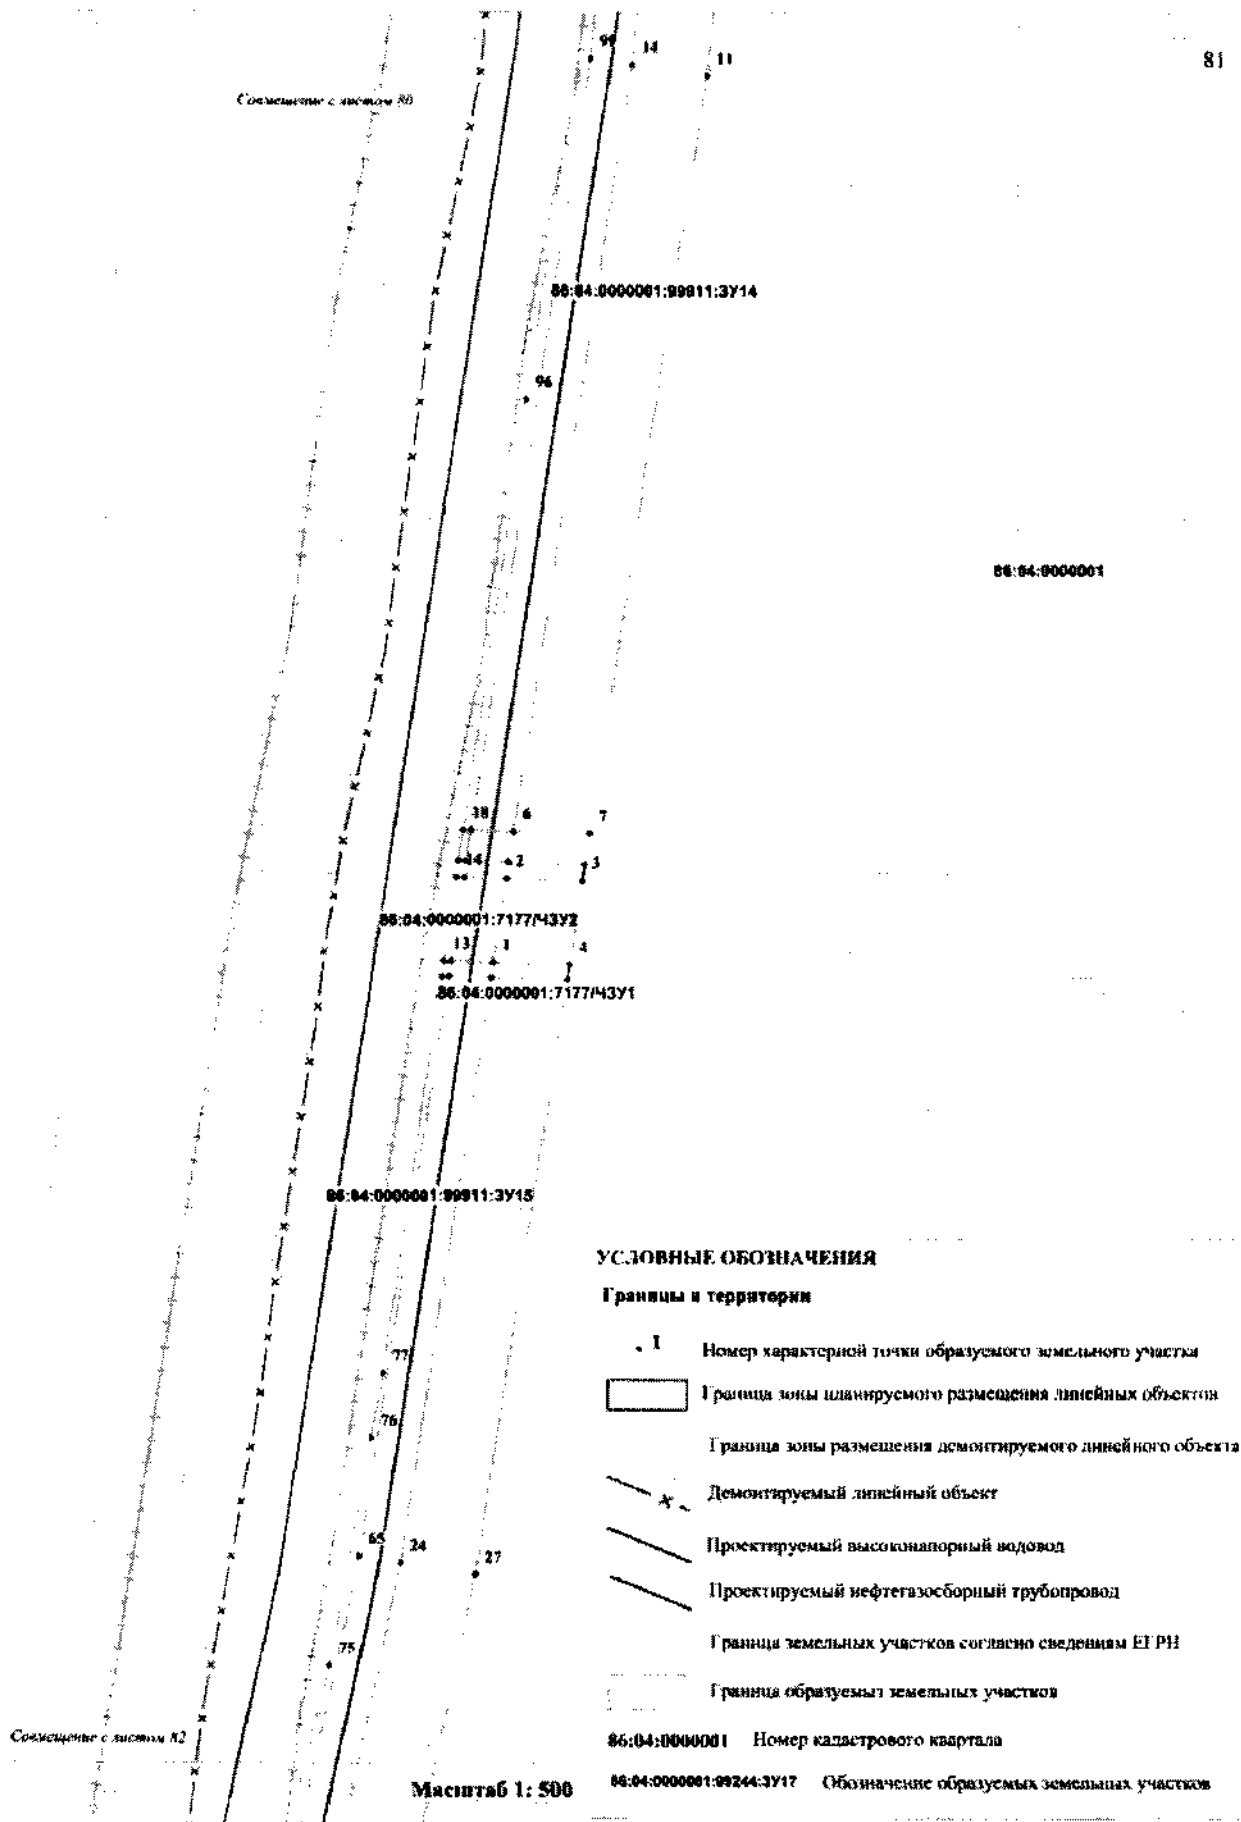 81
99
14
11
Совмещение с листом 80
86:04:0000001:99911:ЗУ14
96
86:04:0000001
38
6
7
14
2
3
86:04:0000001:7177/ЧЗУ2
13
1
4
86:04:0000001:7177/ЧЗУ1
86:04:0000001:99911:ЗУ15
77
76
65
24
27
75
Совмещение с листом 82
Масштаб 1: 500
УСЛОВНЫЕ ОБОЗНАЧЕНИЯ
Границы и территории
1 Номер характерной точки образуемого земельного участка
Граница зоны планируемого размещения линейных объектов
Граница зоны размещения демонтируемого линейного объекта
Демонтируемый линейный объект
Проектируемый высоконапорный водовод
Проектируемый нефтегазосборный трубопровод
Граница земельных участков согласно сведениям ЕГРН
Граница образуемых земельных участков
86:04:0000001 Номер кадастрового квартала
86:04:0000001:99244:ЗУ17 Обозначение образуемых земельных участков